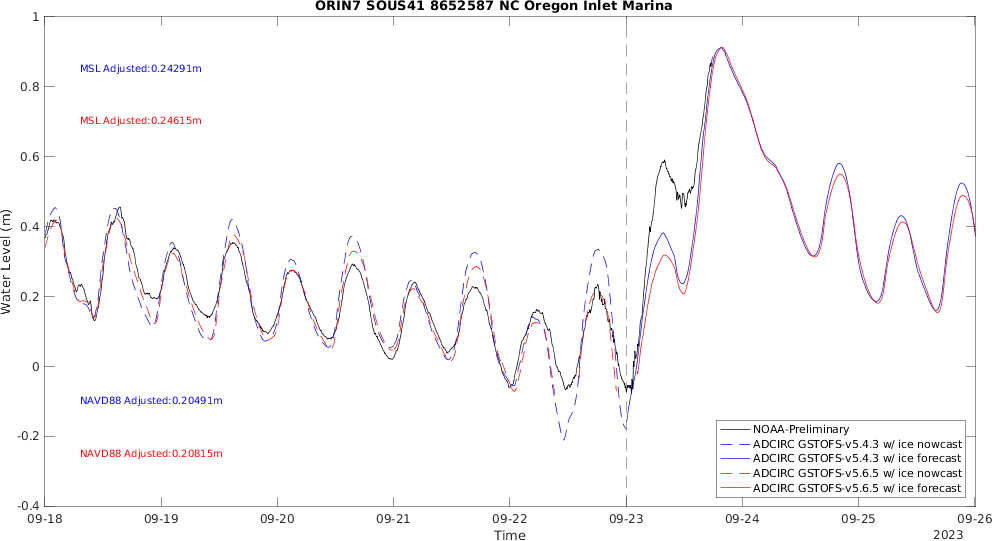 ORIN7 SOUS41 8652587 NC Oregon Inlet Marina
1
0.8
0.6
0.4
0.2
0
-0.2
-0.4
Water Level (m)
MSL Adjusted:0.24291m
MSL Adjusted:0.24615m
NAVD88 Adjusted:0.20491m
NAVD88 Adjusted:0.20815m
NOAA-Preliminary
ADCIRC GSTOFS-v5.4.3 w/ ice nowcast
ADCIRC GSTOFS-v5.4.3 w/ ice forecast
ADCIRC GSTOFS-v5.6.5 w/ ice nowcast
ADCIRC GSTOFS-v5.6.5 w/ ice forecast
09-18 09-19 09-20 09-21 09-22 09-23 09-24 09-25 09-26
Time
2023